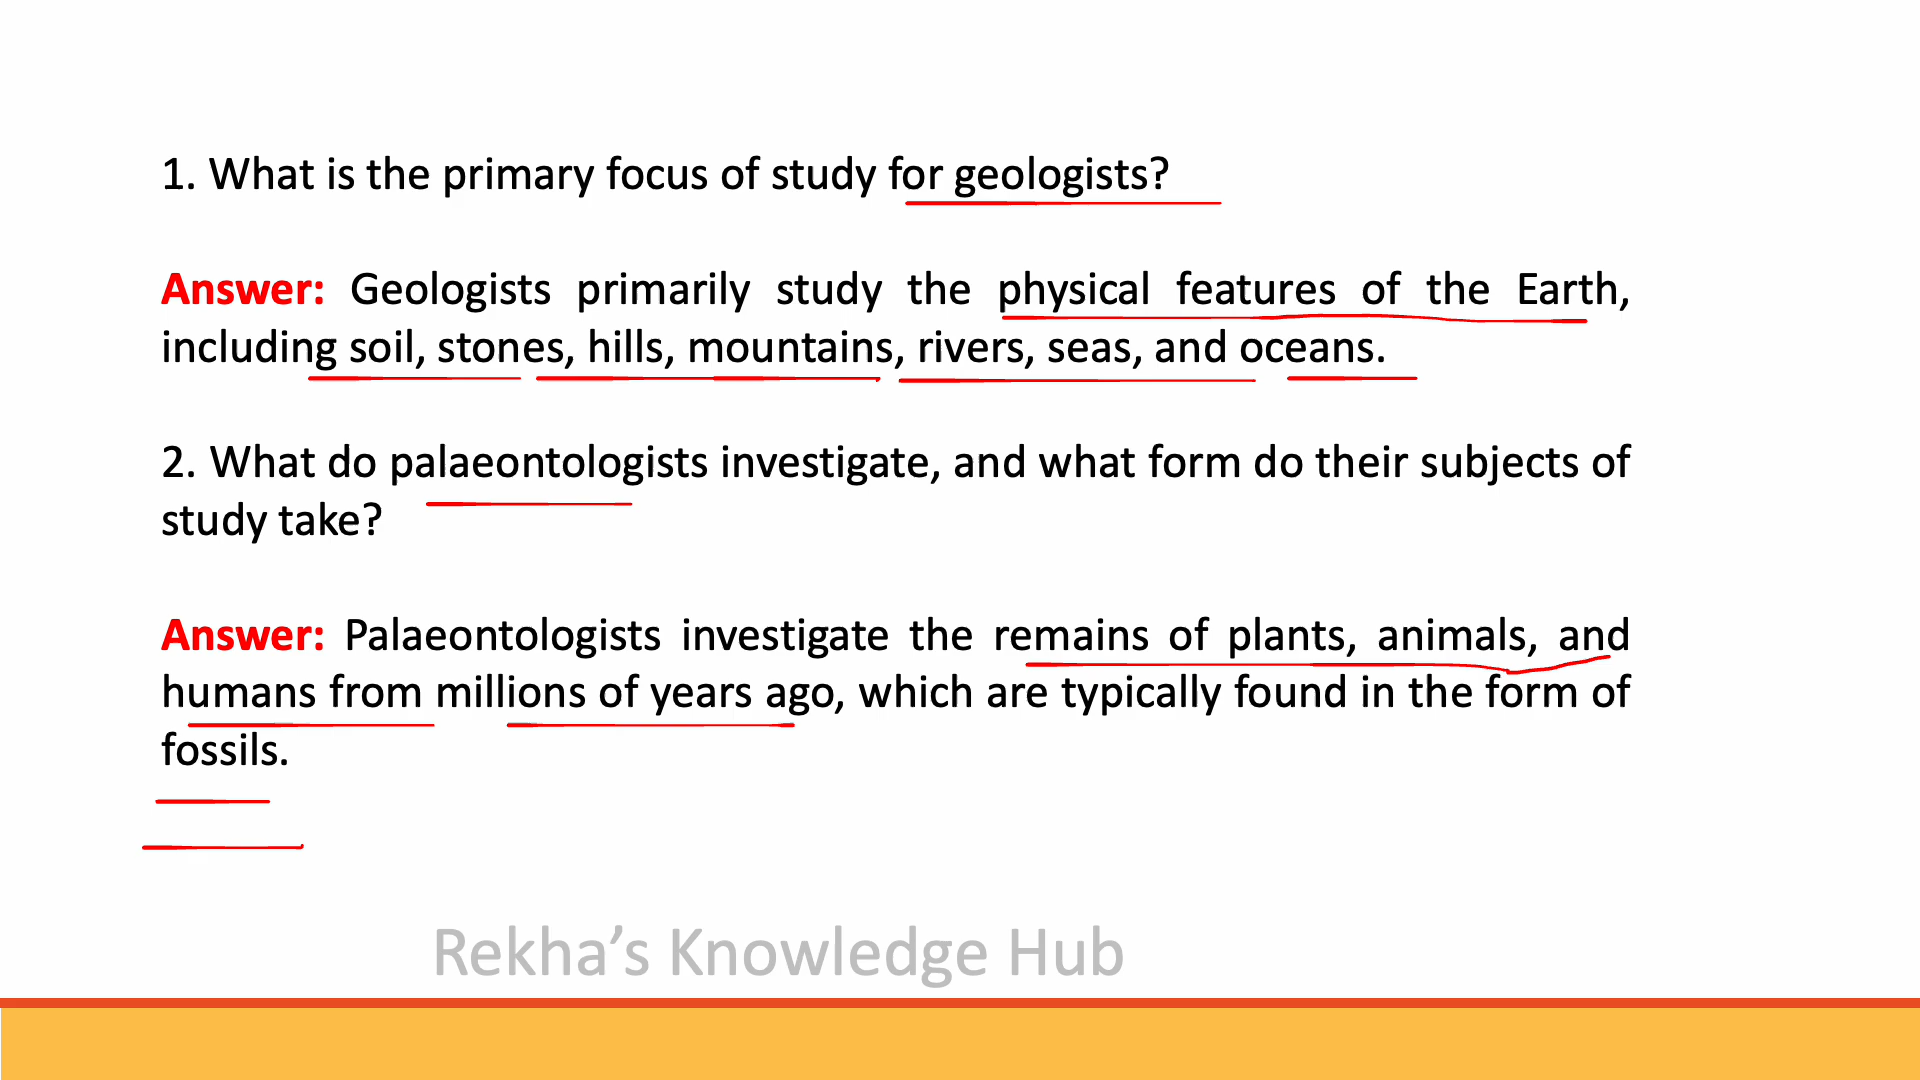 1. What is the primary focus of study for geologists?
Answer: Geologists primarily study the physical features of the Earth,
including soil, stones, hills, mountains, rivers, seas, and oceans.
2. What do palaeontologists investigate, and what form do their subjects of
study take?
Answer: Palaeontologists investigate the remains of plants, animals, and
humans from millions of years ago, which are typically found in the form of
fossils.
Rekha’s Knowledge Hub